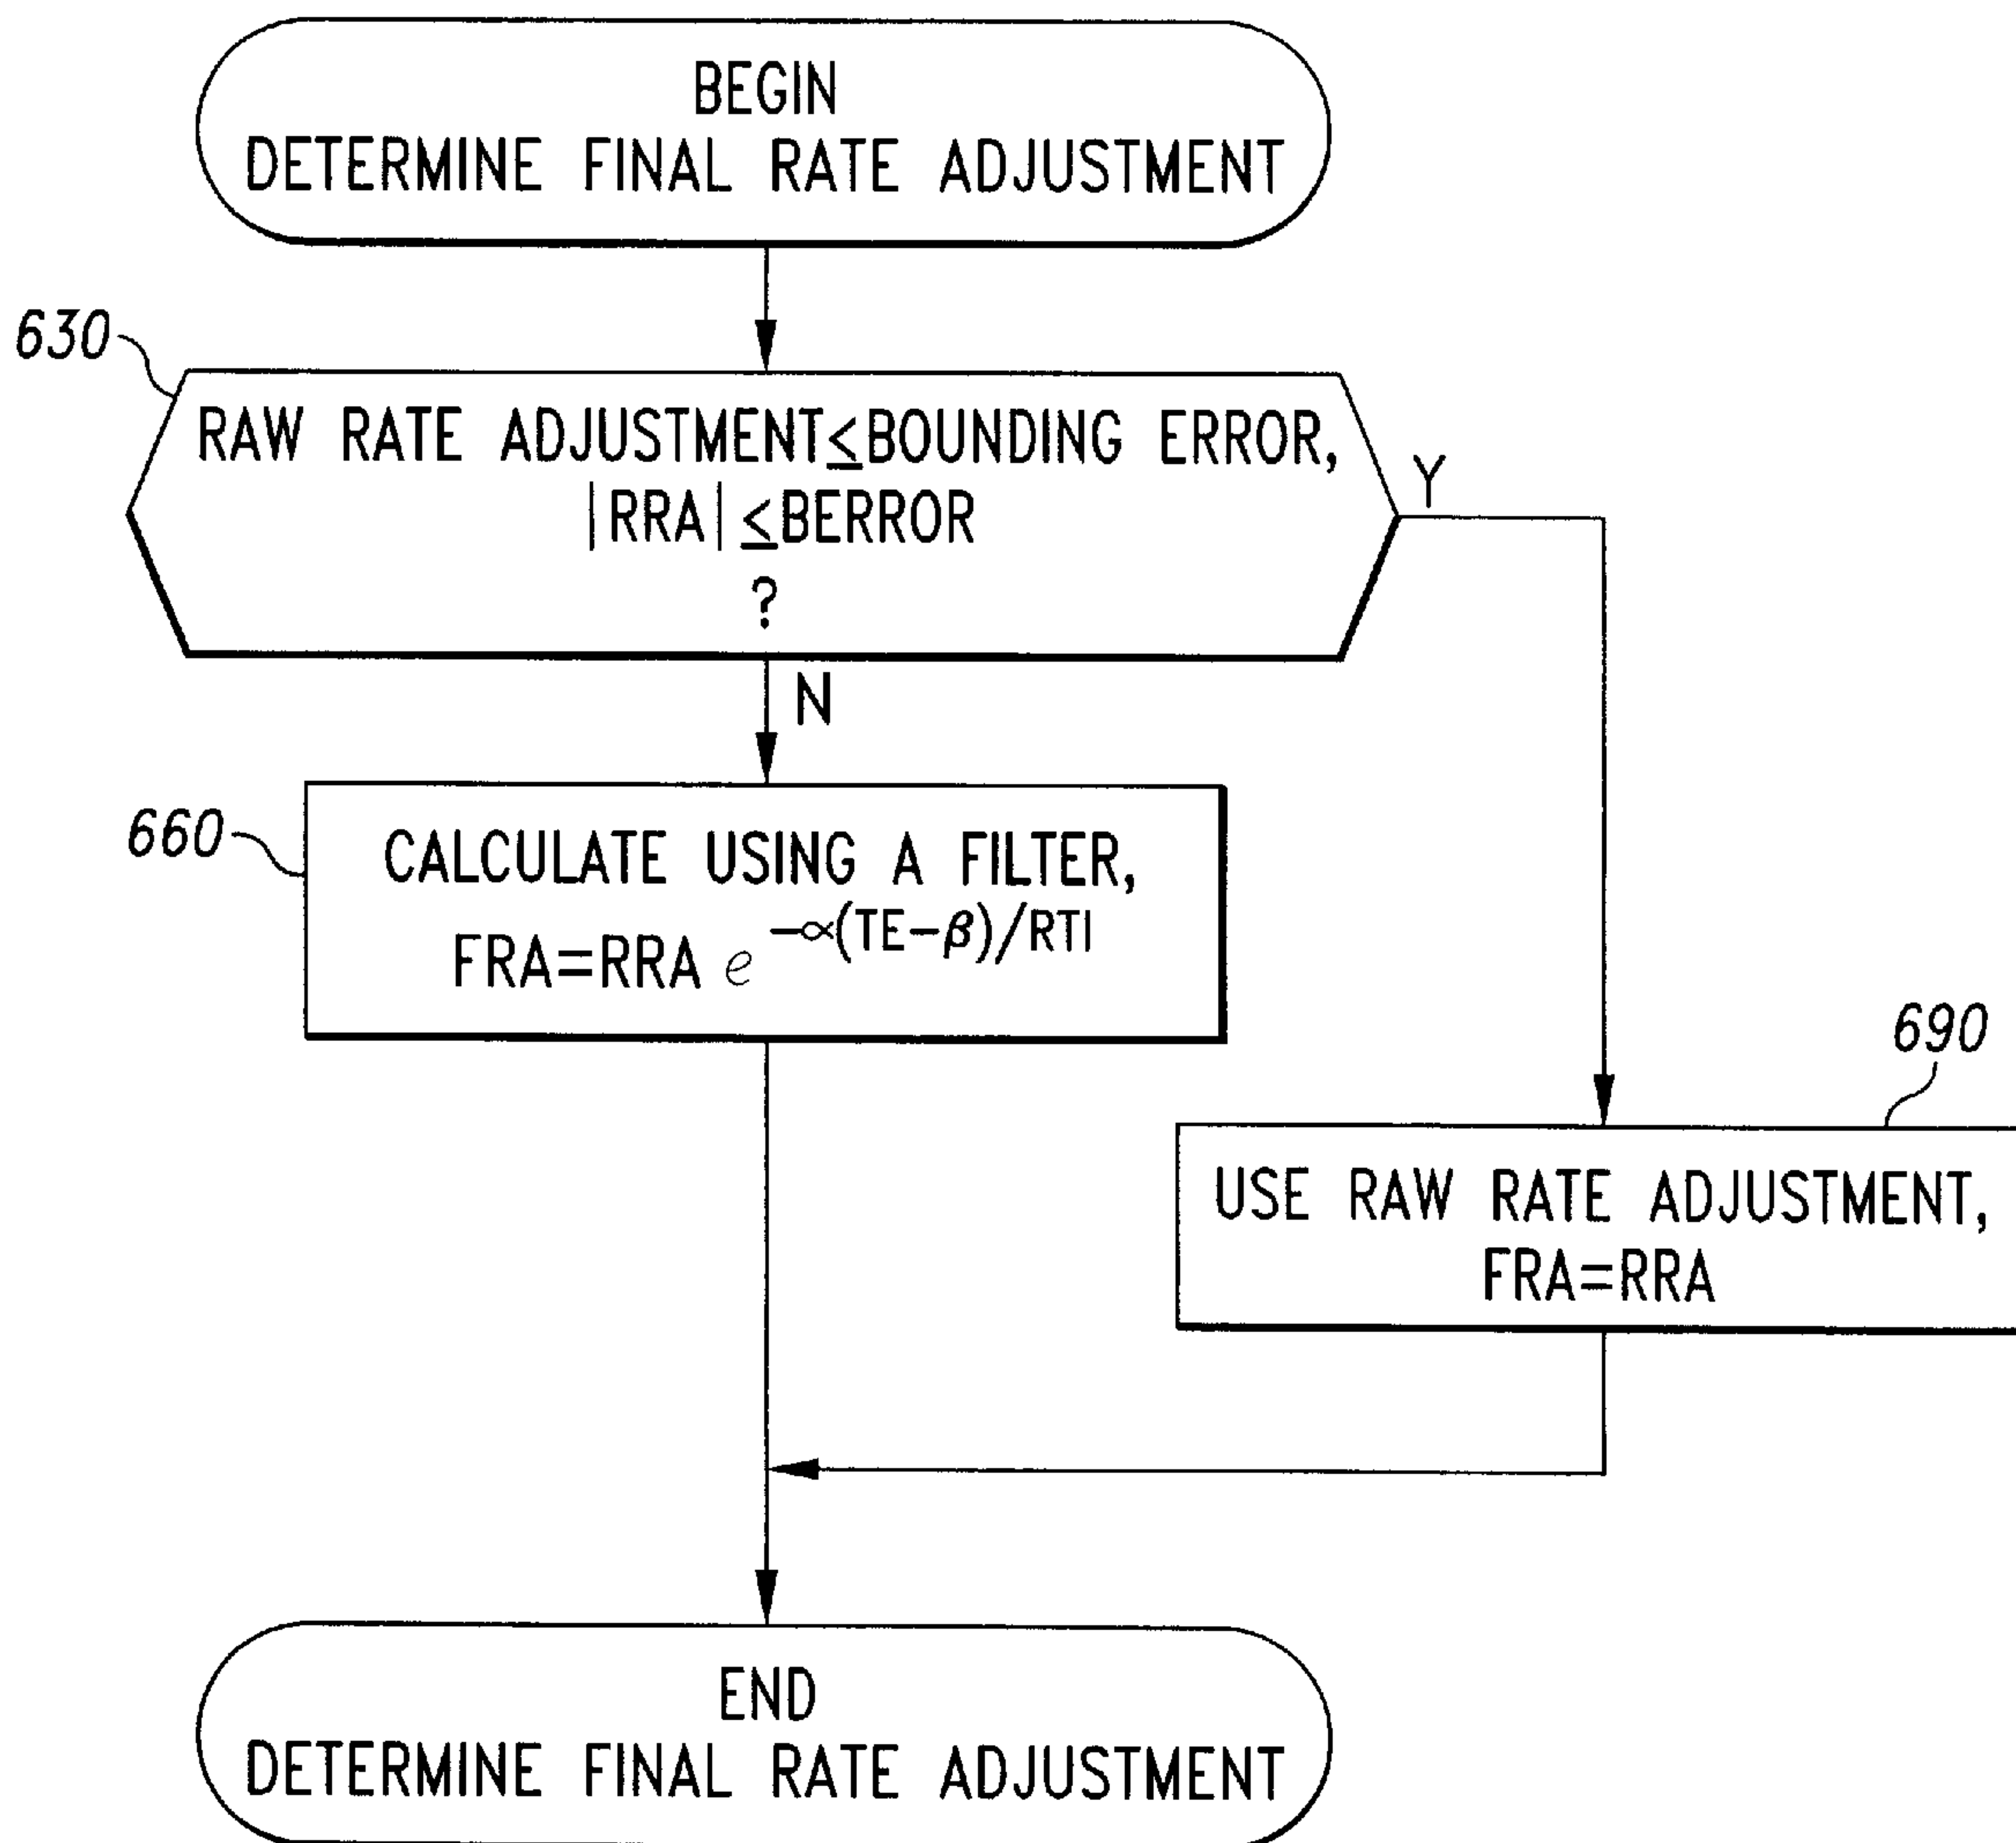 BEGIN
DETERMINE FINAL RATE ADJUSTMENT
630
RAW RATE ADJUSTMENT≤BOUNDING ERROR,
|RRA|≤BERROR
?
Y
N
660
CALCULATE USING A FILTER,
FRA=RRA e^{-α(TE-β)/RTI}
690
USE RAW RATE ADJUSTMENT,
FRA=RRA
END
DETERMINE FINAL RATE ADJUSTMENT